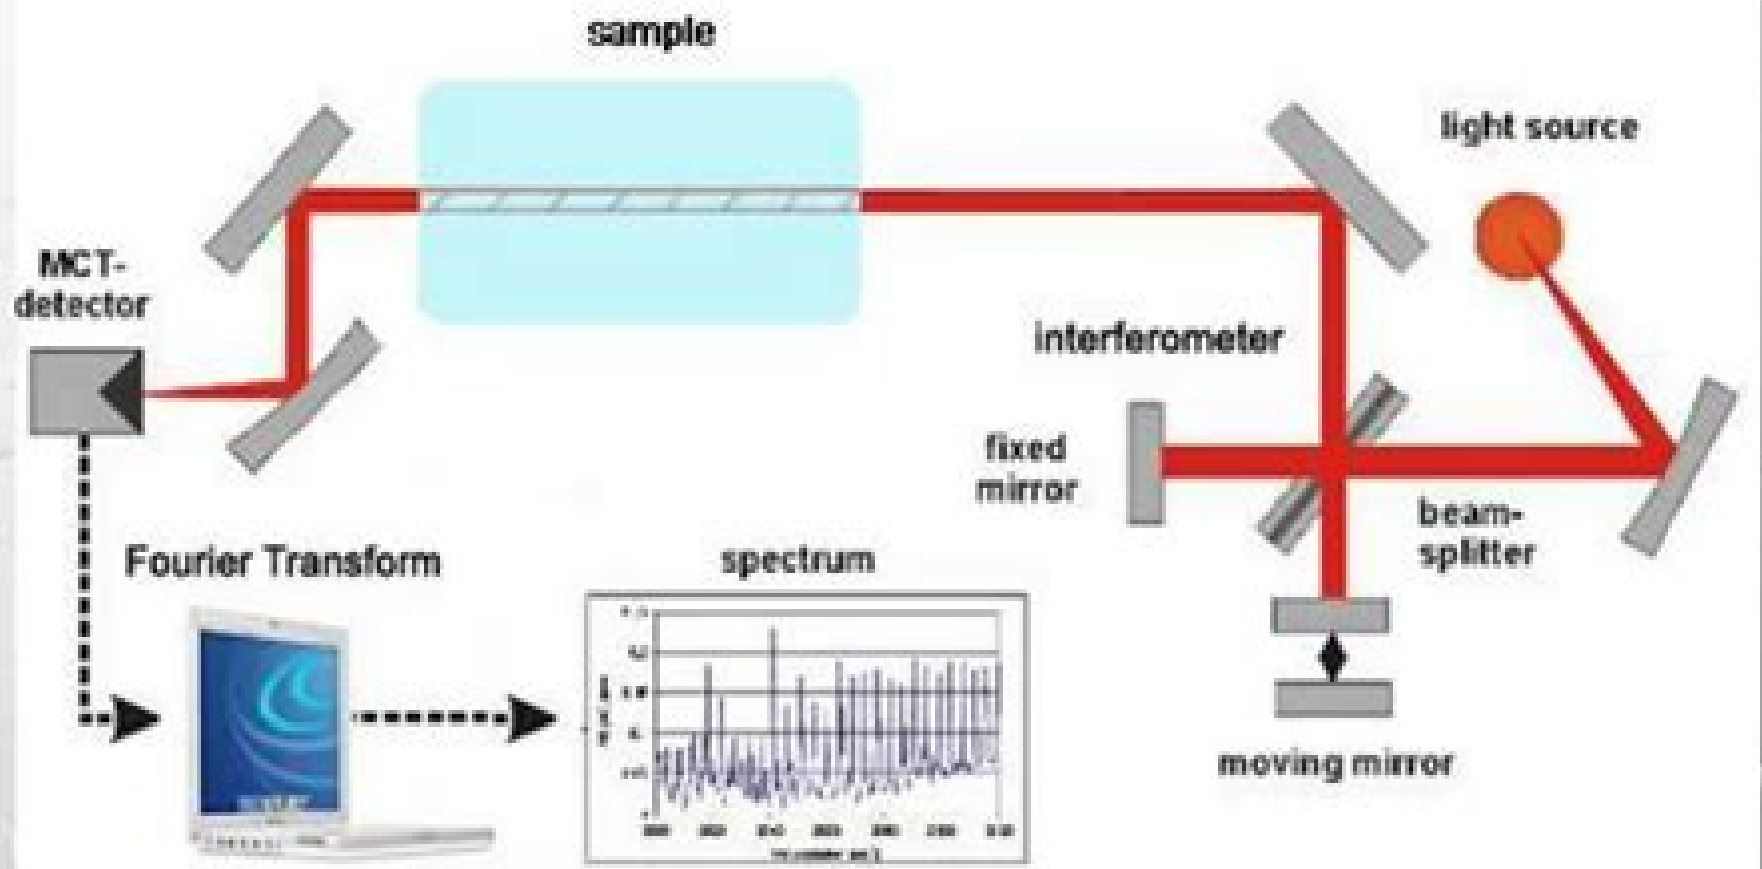 sample
light source
MCT-
detector
interferometer
fixed
mirror
beam-
splitter
Fourier Transform
spectrum
moving mirror